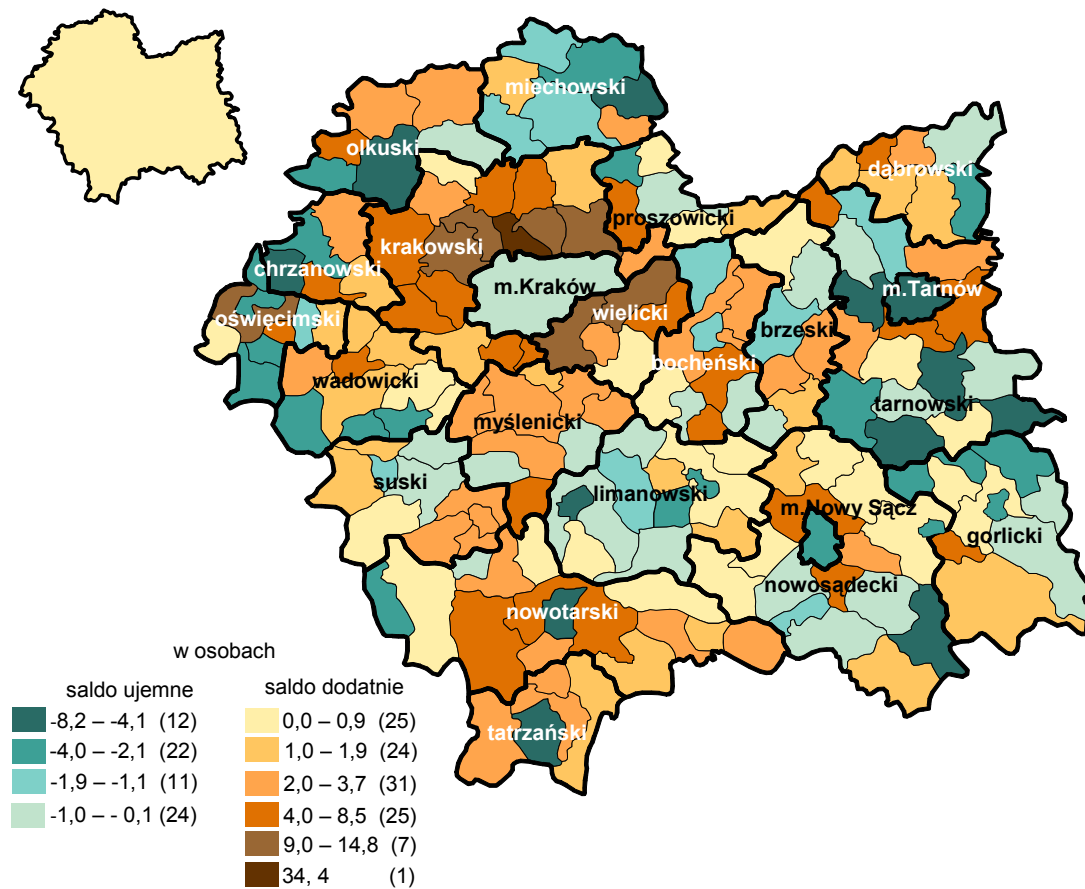 miechowski
olkuski
dąbrowski
proszowicki
krakowski
chrzanowski
m.Kraków
m.Tarnów
oświęcimski
wielicki
brzeski
bocheński
wadowicki
tarnowski
myślenicki
suski
limanowski
m.Nowy Sącz
gorlicki
nowosądecki
nowotarski
tatrzański
w osobach
saldo ujemne
-8,2 – -4,1 (12)
-4,0 – -2,1 (22)
-1,9 – -1,1 (11)
-1,0 – - 0,1 (24)
saldo dodatnie
0,0 – 0,9 (25)
1,0 – 1,9 (24)
2,0 – 3,7 (31)
4,0 – 8,5 (25)
9,0 – 14,8 (7)
34, 4 (1)